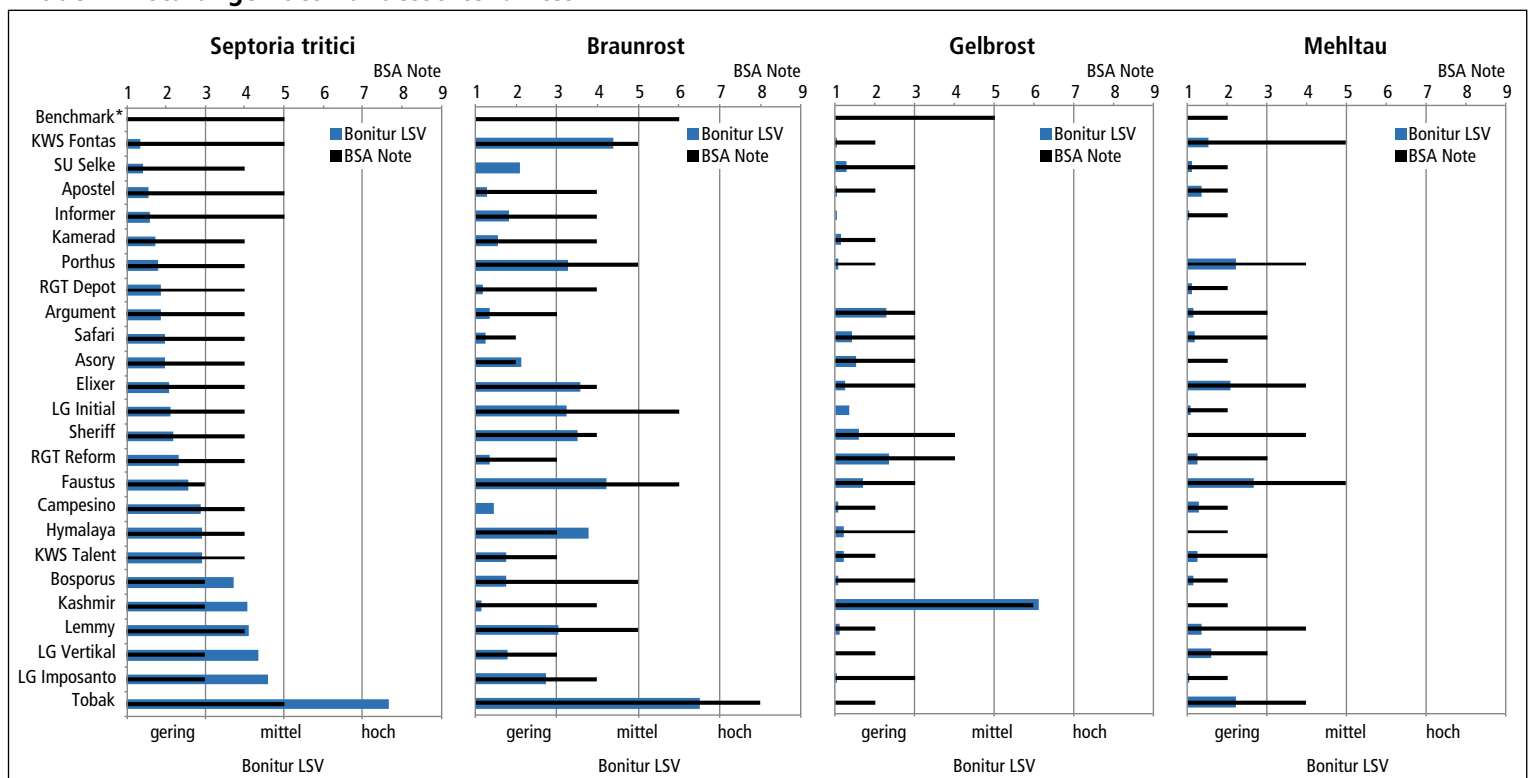 Septoria tritici Braunrost Gelbrost Mehltau
BSA Note BSA Note BSA Note BSA Note
1 2 3 4 5 6 7 8 9 1 2 3 4 5 6 7 8 9 1 2 3 4 5 6 7 8 9 1 2 3 4 5 6 7 8 9
Benchmark*
KWS Fontas
SU Selke
Apostel
Informer
Kamerad
Porthus
RGT Depot
Argument
Safari
Asory
Elixer
LG Initial
Sheriff
RGT Reform
Faustus
Campesino
Hymalaya
KWS Talent
Bosporus
Kashmir
Lemmy
LG Vertikal
LG Imposanto
Tobak
Bonitur LSV Bonitur LSV Bonitur LSV Bonitur LSV
BSA Note BSA Note BSA Note BSA Note
gering mittel hoch gering mittel hoch gering mittel hoch gering mittel hoch
Bonitur LSV Bonitur LSV Bonitur LSV Bonitur LSV